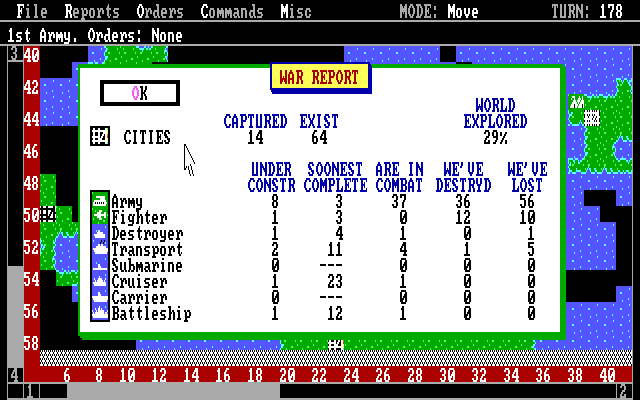 File Reports Orders Commands Misc MODE: Move TURN: 178
1st Army. Orders: None
3 40
42
44
46
48
50
52
54
56
58
4
WAR REPORT
OK
CITIES
CAPTURED EXIST
14 64
WORLD
EXPLORED
29%
UNDER SOONEST ARE IN WE'VE WE'VE
CONSTR COMPLETE COMBAT DESTRYD LOST
Army 8 3 37 36 56
Fighter 1 3 0 12 10
Destroyer 1 4 1 0 1
Transport 2 11 4 1 5
Submarine 0 --- 0 0 0
Cruiser 1 23 1 0 0
Carrier 0 --- 0 0 0
Battleship 1 12 1 0 0
6 8 10 12 14 16 18 20 22 24 26 28 30 32 34 36 38 40
1 2